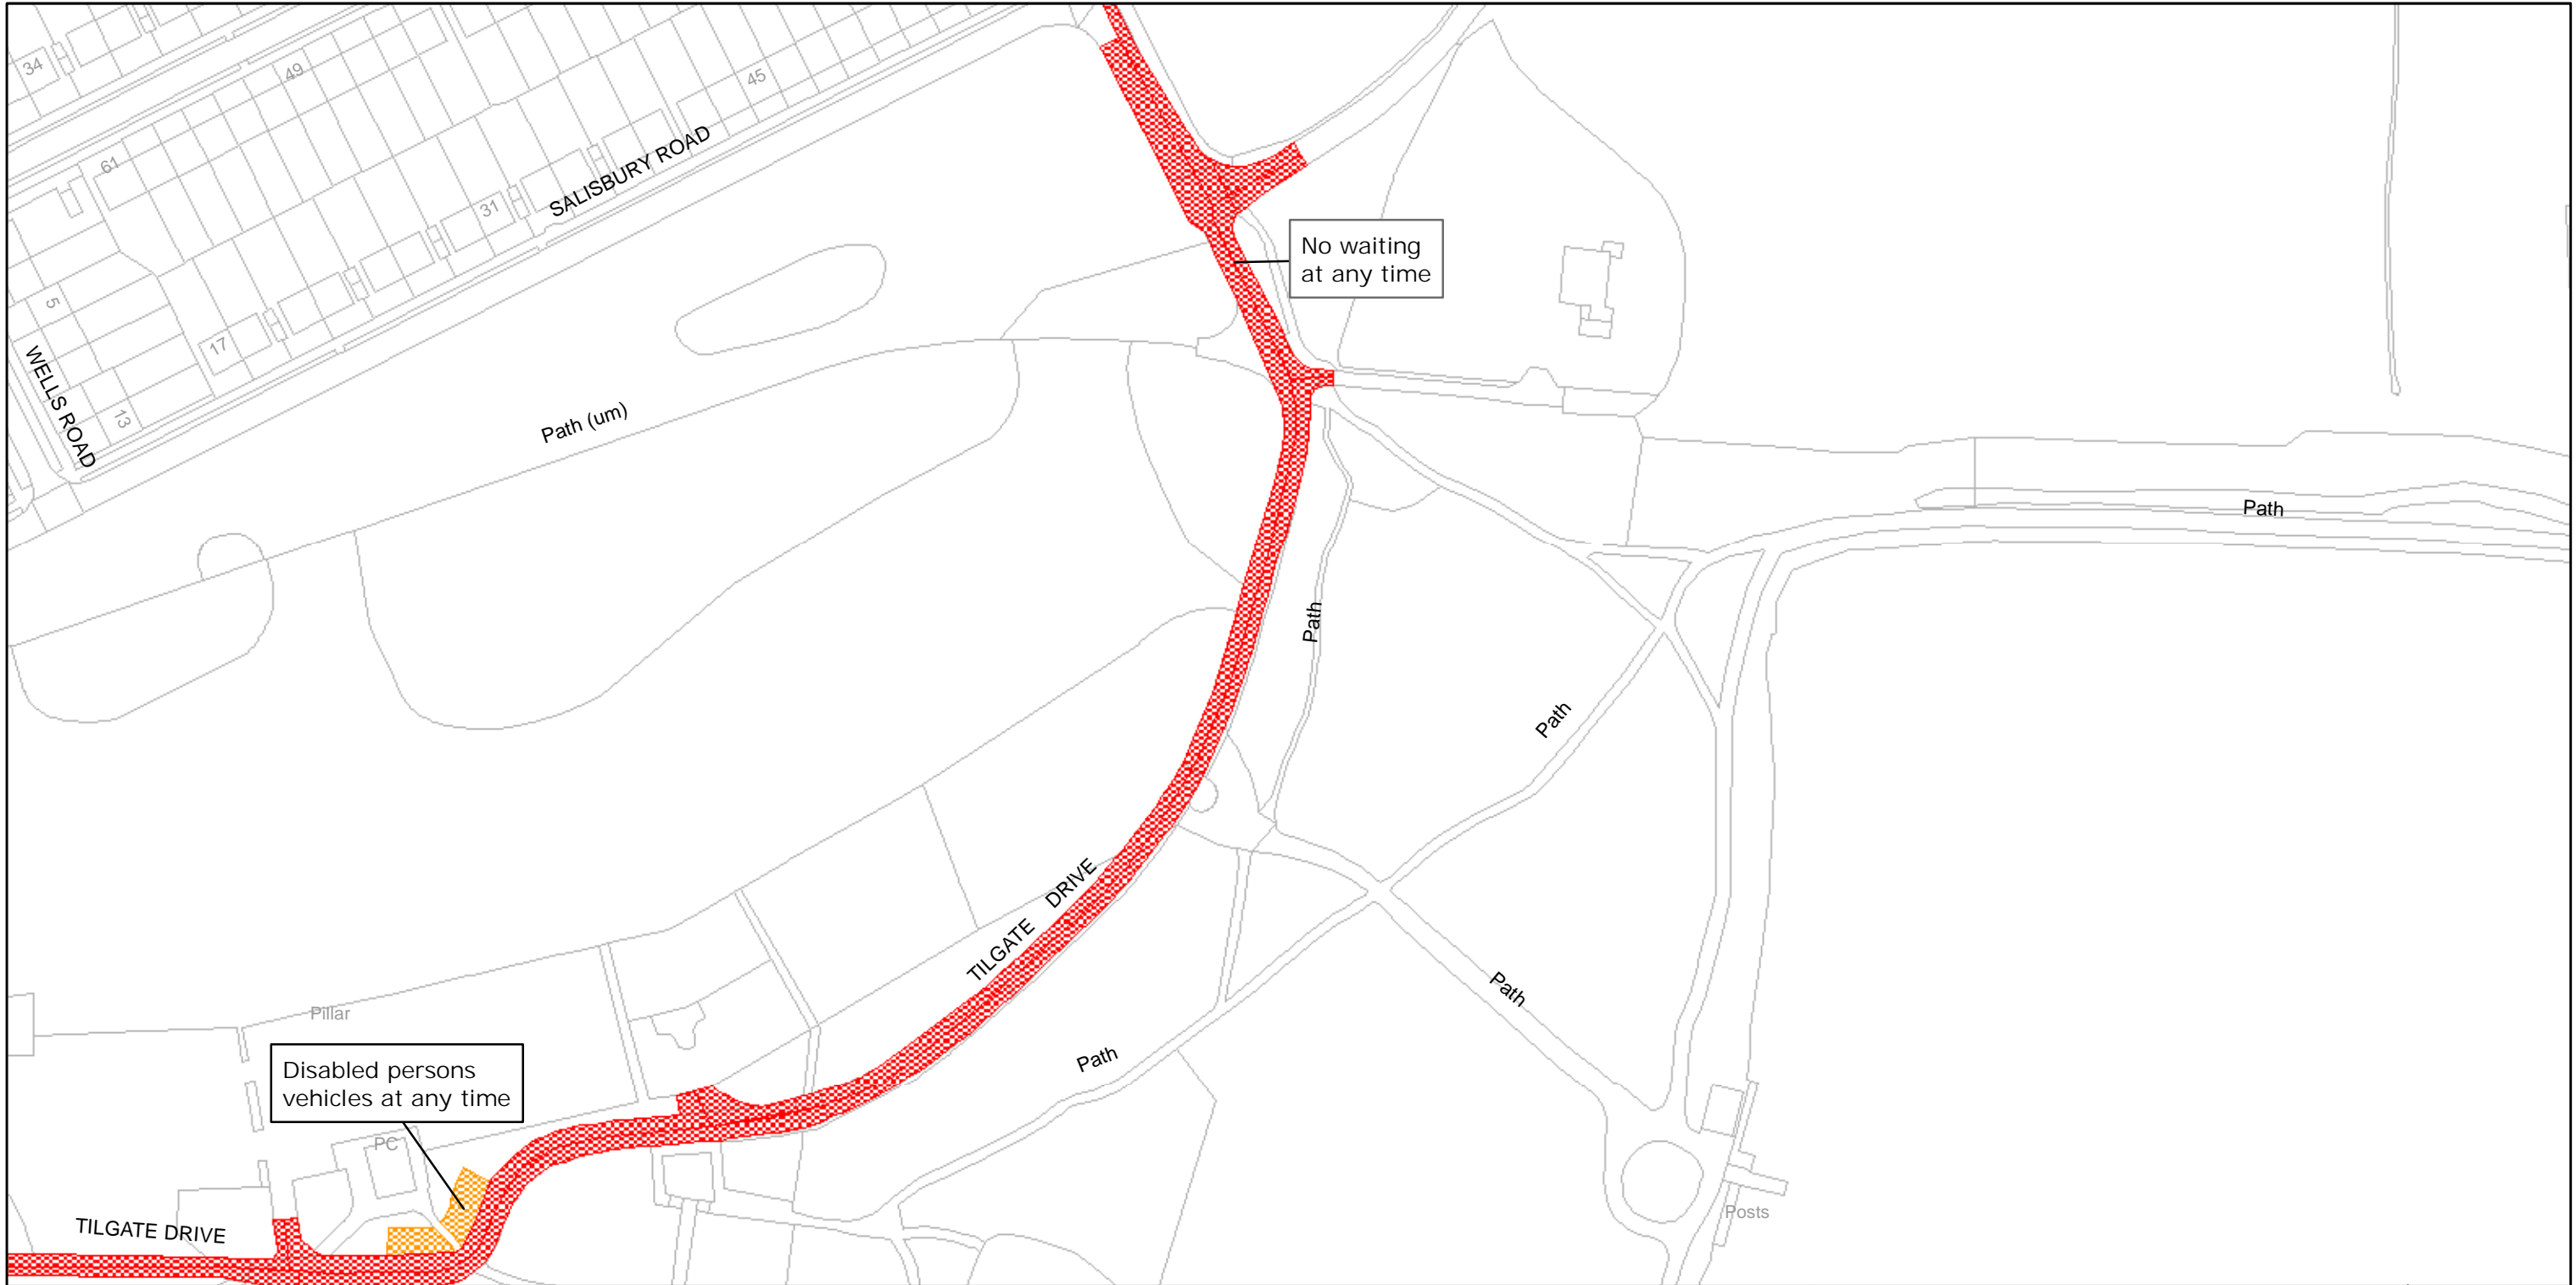 34
49
45
61
SALISBURY ROAD
31
No waiting
at any time
5
17
WELLS ROAD
13
Path (um)
Path
Path
Path
TILGATE DRIVE
Path
Pillar
Path
Disabled persons
vehicles at any time
PC
Posts
TILGATE DRIVE